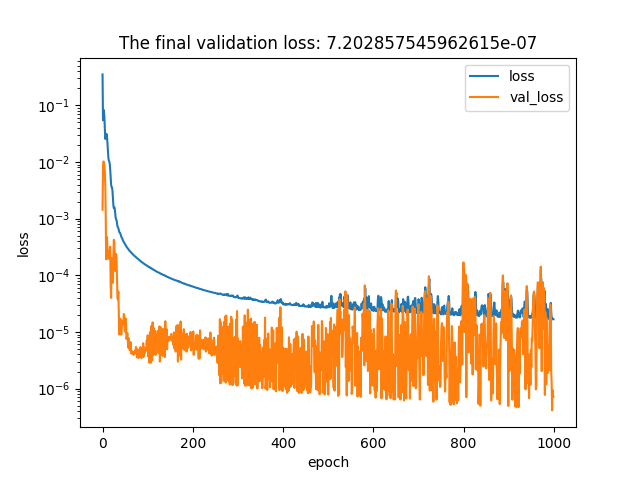 The final validation loss: 7.202857545962615e-07
loss
val_loss
10⁻¹
10⁻²
10⁻³
10⁻⁴
10⁻⁵
10⁻⁶
loss
0 200 400 600 800 1000
epoch